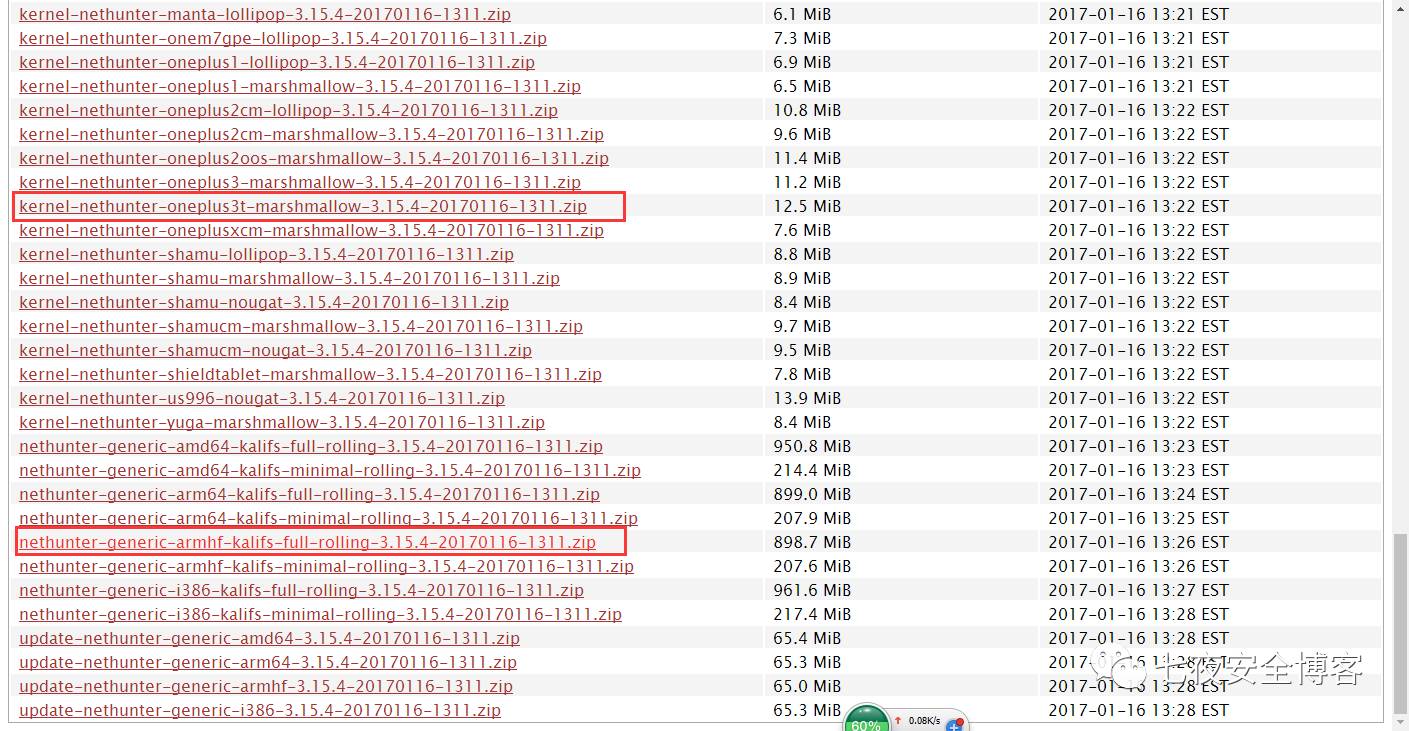 kernel-nethunter-manta-lollipop-3.15.4-20170116-1311.zip 6.1 MiB 2017-01-16 13:21 EST
kernel-nethunter-onem7gpe-lollipop-3.15.4-20170116-1311.zip 7.3 MiB 2017-01-16 13:21 EST
kernel-nethunter-oneplus1-lollipop-3.15.4-20170116-1311.zip 6.9 MiB 2017-01-16 13:21 EST
kernel-nethunter-oneplus1-marshmallow-3.15.4-20170116-1311.zip 6.5 MiB 2017-01-16 13:21 EST
kernel-nethunter-oneplus2cm-lollipop-3.15.4-20170116-1311.zip 10.8 MiB 2017-01-16 13:22 EST
kernel-nethunter-oneplus2cm-marshmallow-3.15.4-20170116-1311.zip 9.6 MiB 2017-01-16 13:22 EST
kernel-nethunter-oneplus2oos-marshmallow-3.15.4-20170116-1311.zip 11.4 MiB 2017-01-16 13:22 EST
kernel-nethunter-oneplus3-marshmallow-3.15.4-20170116-1311.zip 11.2 MiB 2017-01-16 13:22 EST
kernel-nethunter-oneplus3t-marshmallow-3.15.4-20170116-1311.zip 12.5 MiB 2017-01-16 13:22 EST
kernel-nethunter-oneplusxcm-marshmallow-3.15.4-20170116-1311.zip 7.6 MiB 2017-01-16 13:22 EST
kernel-nethunter-shamu-lollipop-3.15.4-20170116-1311.zip 8.8 MiB 2017-01-16 13:22 EST
kernel-nethunter-shamu-marshmallow-3.15.4-20170116-1311.zip 8.9 MiB 2017-01-16 13:22 EST
kernel-nethunter-shamu-nougat-3.15.4-20170116-1311.zip 8.4 MiB 2017-01-16 13:22 EST
kernel-nethunter-shamucm-marshmallow-3.15.4-20170116-1311.zip 9.7 MiB 2017-01-16 13:22 EST
kernel-nethunter-shamucm-nougat-3.15.4-20170116-1311.zip 9.5 MiB 2017-01-16 13:22 EST
kernel-nethunter-shieldtablet-marshmallow-3.15.4-20170116-1311.zip 7.8 MiB 2017-01-16 13:22 EST
kernel-nethunter-us996-nougat-3.15.4-20170116-1311.zip 13.9 MiB 2017-01-16 13:22 EST
kernel-nethunter-yuga-marshmallow-3.15.4-20170116-1311.zip 8.4 MiB 2017-01-16 13:22 EST
nethunter-generic-amd64-kalifs-full-rolling-3.15.4-20170116-1311.zip 950.8 MiB 2017-01-16 13:23 EST
nethunter-generic-amd64-kalifs-minimal-rolling-3.15.4-20170116-1311.zip 214.4 MiB 2017-01-16 13:23 EST
nethunter-generic-arm64-kalifs-full-rolling-3.15.4-20170116-1311.zip 899.0 MiB 2017-01-16 13:24 EST
nethunter-generic-arm64-kalifs-minimal-rolling-3.15.4-20170116-1311.zip 207.9 MiB 2017-01-16 13:25 EST
nethunter-generic-armhf-kalifs-full-rolling-3.15.4-20170116-1311.zip 898.7 MiB 2017-01-16 13:26 EST
nethunter-generic-armhf-kalifs-minimal-rolling-3.15.4-20170116-1311.zip 207.6 MiB 2017-01-16 13:26 EST
nethunter-generic-i386-kalifs-full-rolling-3.15.4-20170116-1311.zip 961.6 MiB 2017-01-16 13:27 EST
nethunter-generic-i386-kalifs-minimal-rolling-3.15.4-20170116-1311.zip 217.4 MiB 2017-01-16 13:28 EST
update-nethunter-generic-amd64-3.15.4-20170116-1311.zip 65.4 MiB 2017-01-16 13:28 EST
update-nethunter-generic-arm64-3.15.4-20170116-1311.zip 65.3 MiB 2017-01-16 13:28 EST
七夜安全博客
update-nethunter-generic-armhf-3.15.4-20170116-1311.zip 65.0 MiB 2017-01-16 13:28 EST
update-nethunter-generic-i386-3.15.4-20170116-1311.zip 65.3 MiB 2017-01-16 13:28 EST
60% 0.08K/s